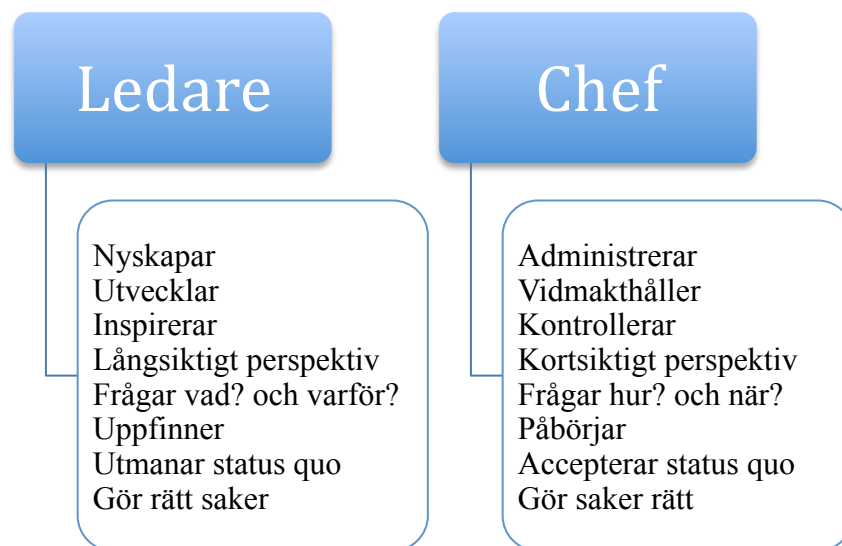 Ledare
Nyskapar
Utvecklar
Inspirerar
Långsiktigt perspektiv
Frågar vad? och varför?
Uppfinner
Utmanar status quo
Gör rätt saker
Chef
Administrerar
Vidmakthåller
Kontrollerar
Kortsiktigt perspektiv
Frågar hur? och när?
Påbörjar
Accepterar status quo
Gör saker rätt